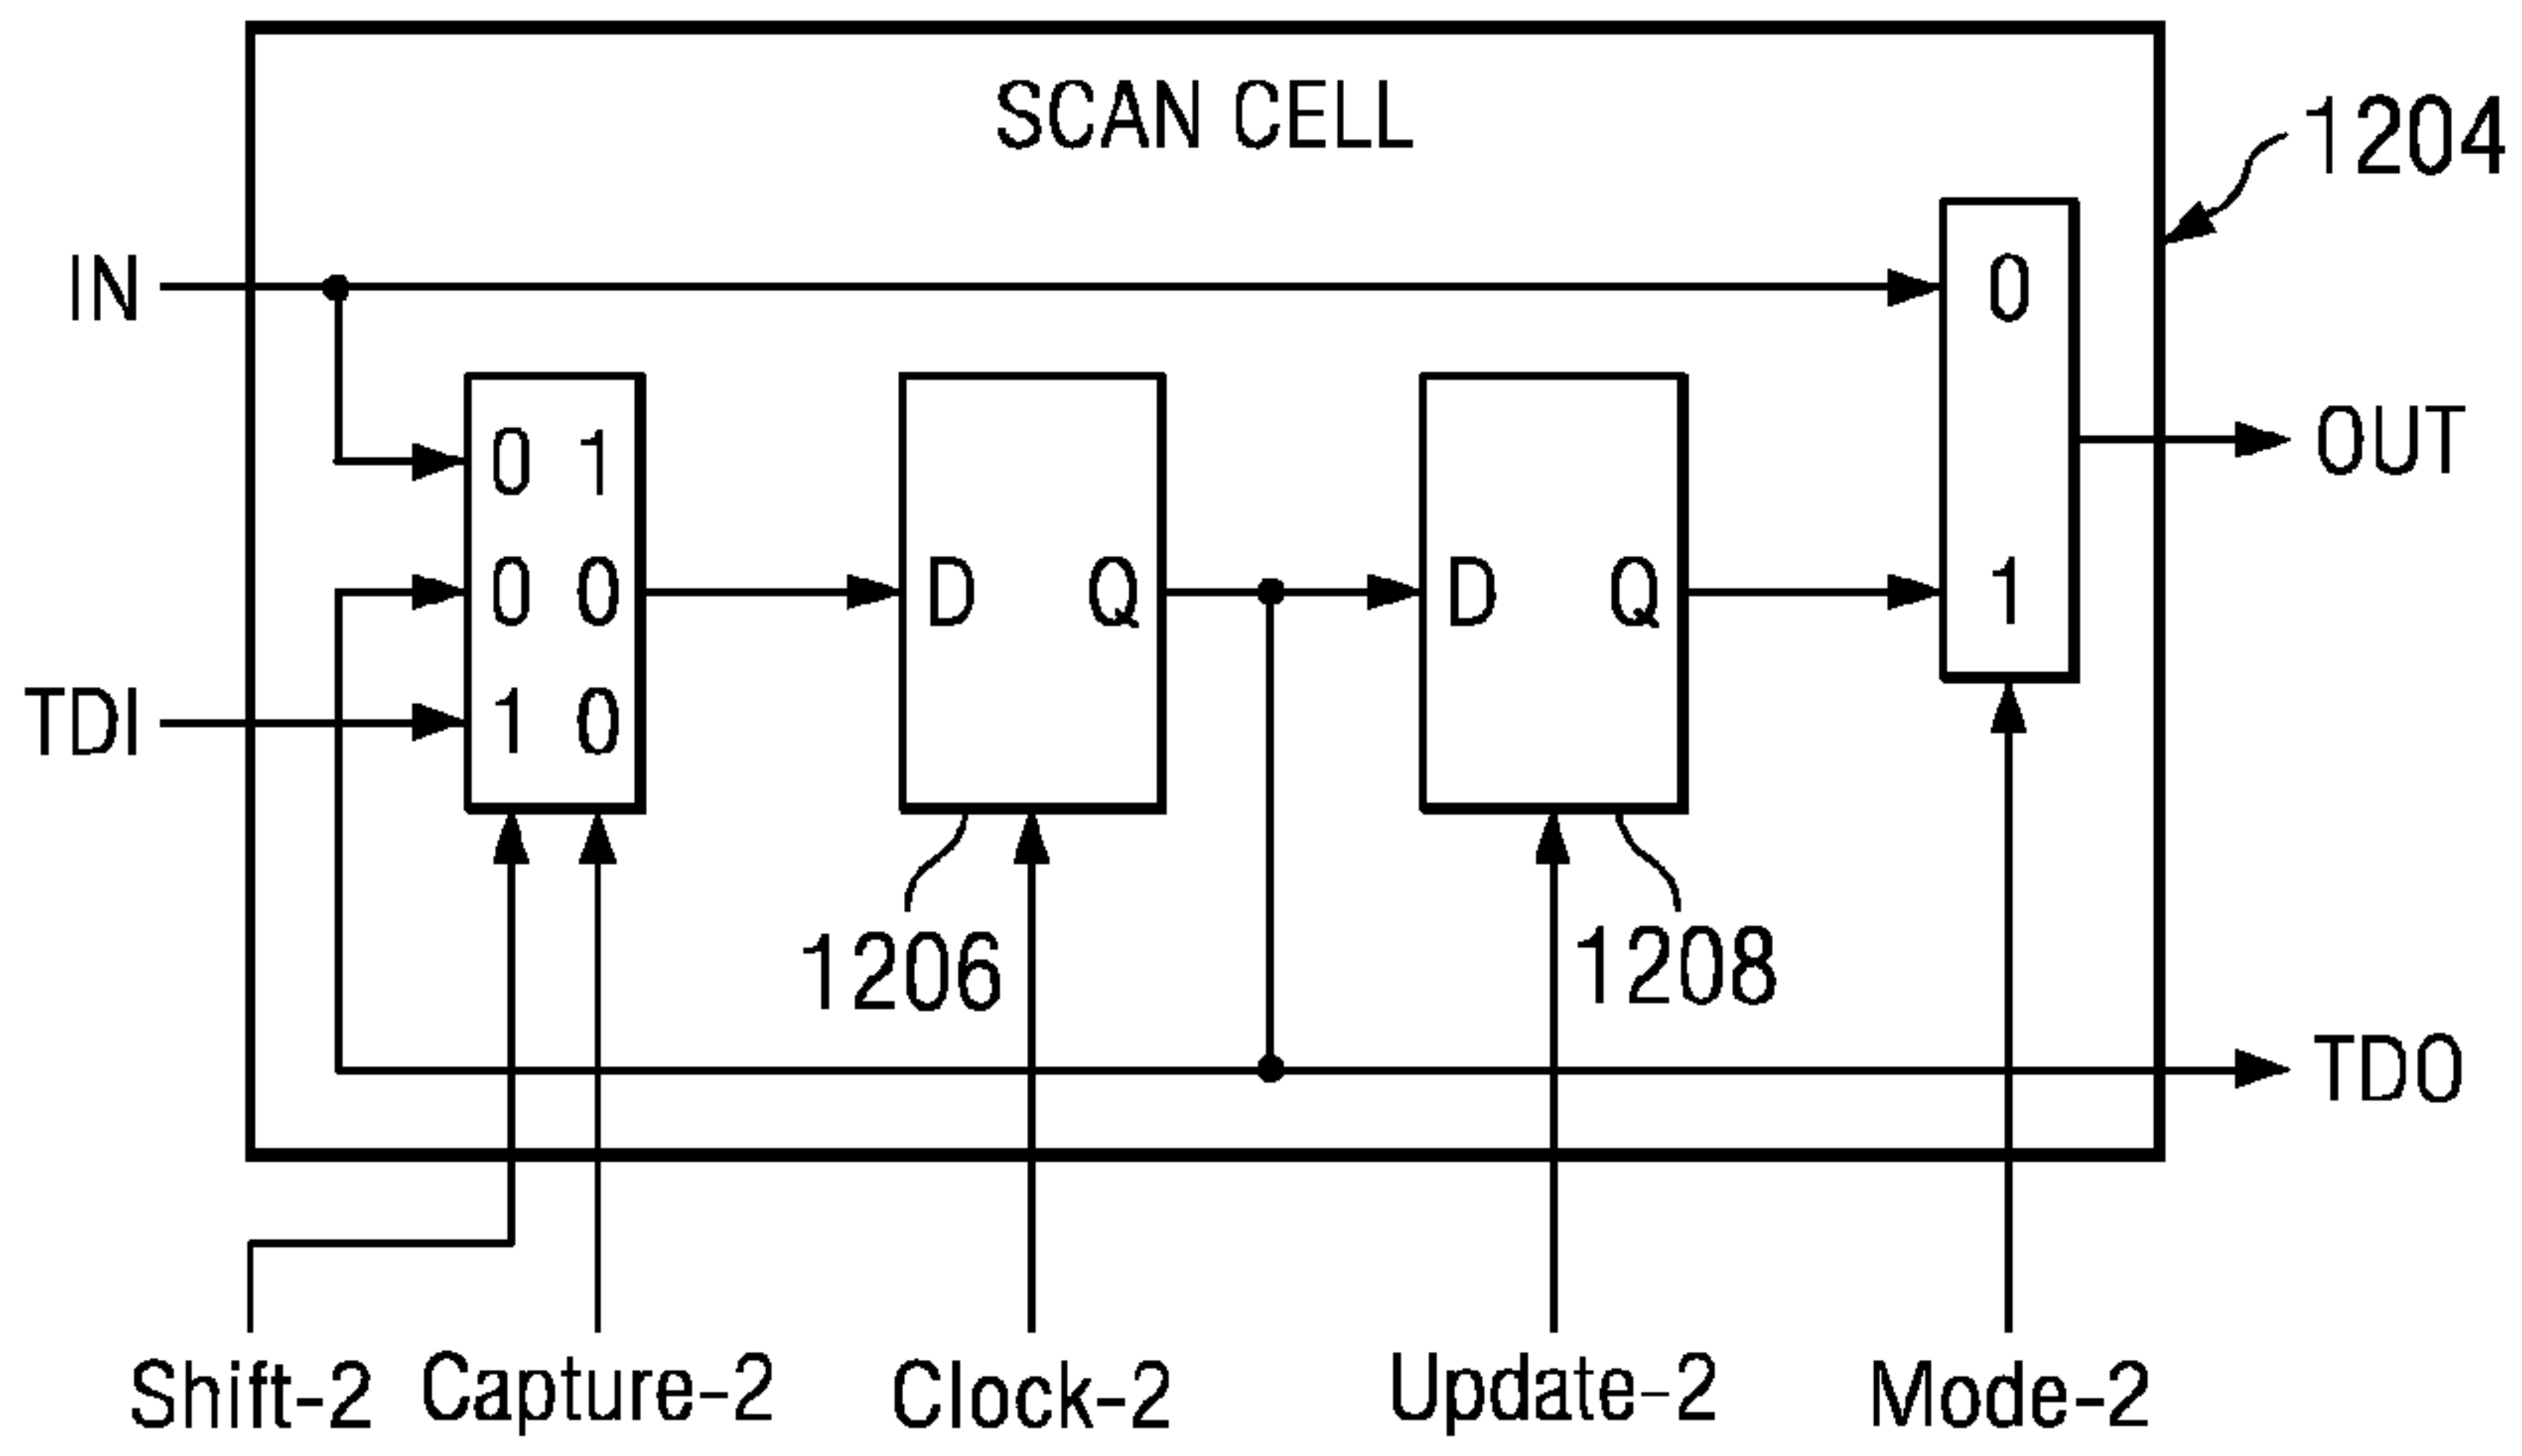 SCAN CELL
1204
IN
0
0 1
OUT
0 0
D Q
D Q
1
TDI
1 0
1206
1208
TDO
Shift-2
Capture-2
Clock-2
Update-2
Mode-2